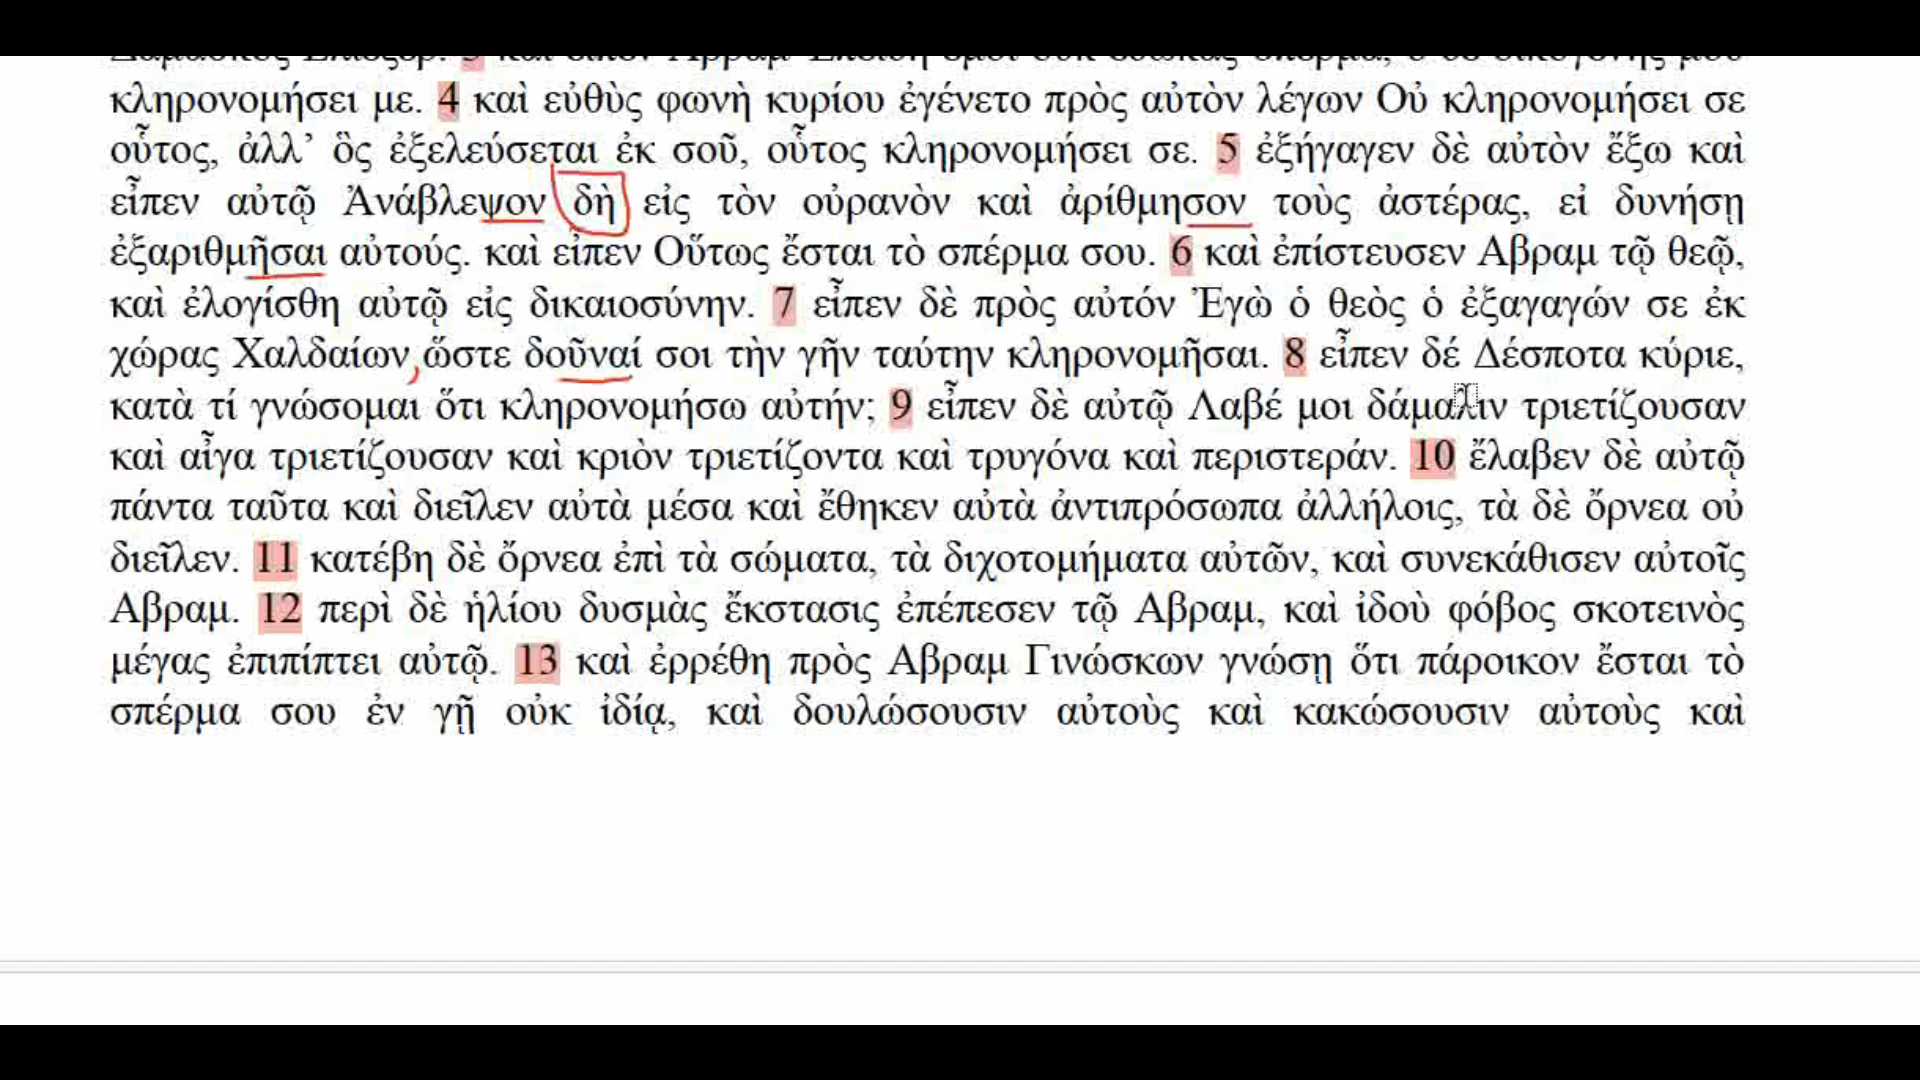 κληρονομήσει με. 4 καὶ εὐθὺς φωνὴ κυρίου ἐγένετο πρὸς αὐτὸν λέγων Οὐ κληρονομήσει σε
οὗτος, ἀλλ’ ὃς ἐξελεύσεται ἐκ σοῦ, οὗτος κληρονομήσει σε. 5 ἐξήγαγεν δὲ αὐτὸν ἔξω καὶ
εἶπεν αὐτῷ Ἀνάβλεψον δὴ εἰς τὸν οὐρανὸν καὶ ἀρίθμησον τοὺς ἀστέρας, εἰ δυνήσῃ
ἐξαριθμῆσαι αὐτούς. καὶ εἶπεν Οὕτως ἔσται τὸ σπέρμα σου. 6 καὶ ἐπίστευσεν Αβραμ τῷ θεῷ,
καὶ ἐλογίσθη αὐτῷ εἰς δικαιοσύνην. 7 εἶπεν δὲ πρὸς αὐτόν Ἐγὼ ὁ θεὸς ὁ ἐξαγαγών σε ἐκ
χώρας Χαλδαίων, ὥστε δοῦναί σοι τὴν γῆν ταύτην κληρονομῆσαι. 8 εἶπεν δέ Δέσποτα κύριε,
κατὰ τί γνώσομαι ὅτι κληρονομήσω αὐτήν; 9 εἶπεν δὲ αὐτῷ Λαβέ μοι δάμαλιν τριετίζουσαν
καὶ αἶγα τριετίζουσαν καὶ κριὸν τριετίζοντα καὶ τρυγόνα καὶ περιστεράν. 10 ἔλαβεν δὲ αὐτῷ
πάντα ταῦτα καὶ διεῖλεν αὐτὰ μέσα καὶ ἔθηκεν αὐτὰ ἀντιπρόσωπα ἀλλήλοις, τὰ δὲ ὄρνεα οὐ
διεῖλεν. 11 κατέβη δὲ ὄρνεα ἐπὶ τὰ σώματα, τὰ διχοτομήματα αὐτῶν, καὶ συνεκάθισεν αὐτοῖς
Αβραμ. 12 περὶ δὲ ἡλίου δυσμὰς ἔκστασις ἐπέπεσεν τῷ Αβραμ, καὶ ἰδοὺ φόβος σκοτεινὸς
μέγας ἐπιπίπτει αὐτῷ. 13 καὶ ἐρρέθη πρὸς Αβραμ Γινώσκων γνώσῃ ὅτι πάροικον ἔσται τὸ
σπέρμα σου ἐν γῇ οὐκ ἰδίᾳ, καὶ δουλώσουσιν αὐτοὺς καὶ κακώσουσιν αὐτοὺς καὶ